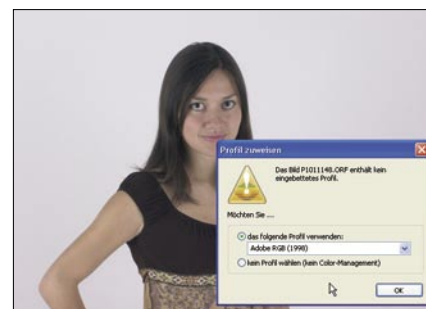 Profil zuweisen
Das Bild P1011148.ORF enthält kein
eingebettetes Profil.
Möchten Sie ...
das folgende Profil verwenden:
Adobe RGB (1998)
kein Profil wählen (kein Color-Management)
OK